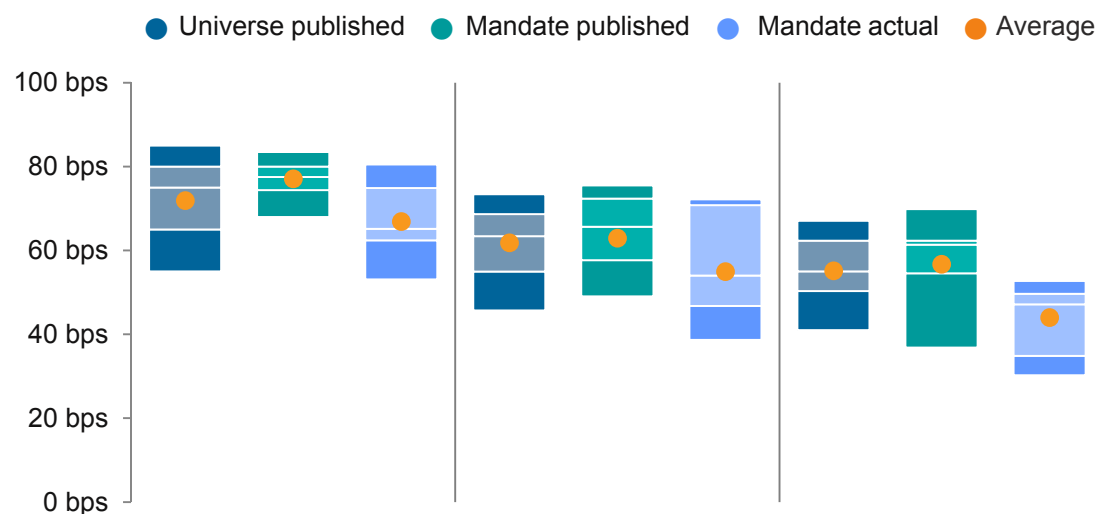 Universe published Mandate published Mandate actual Average
100 bps
80 bps
60 bps
40 bps
20 bps
0 bps